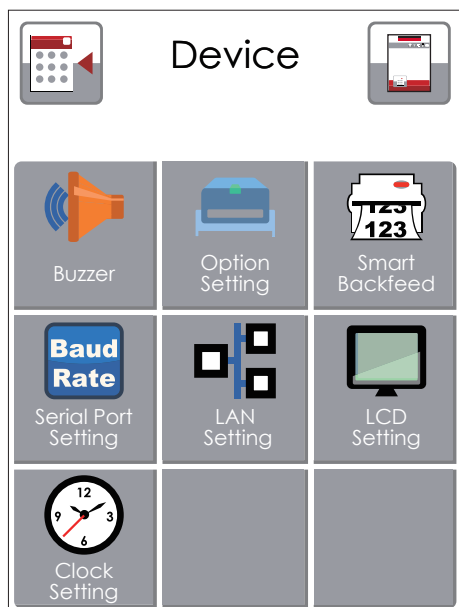 Device
Buzzer
Option
Setting
123
123
Smart
Backfeed
Baud
Rate
Serial Port
Setting
LAN
Setting
LCD
Setting
12
9 3
6
Clock
Setting